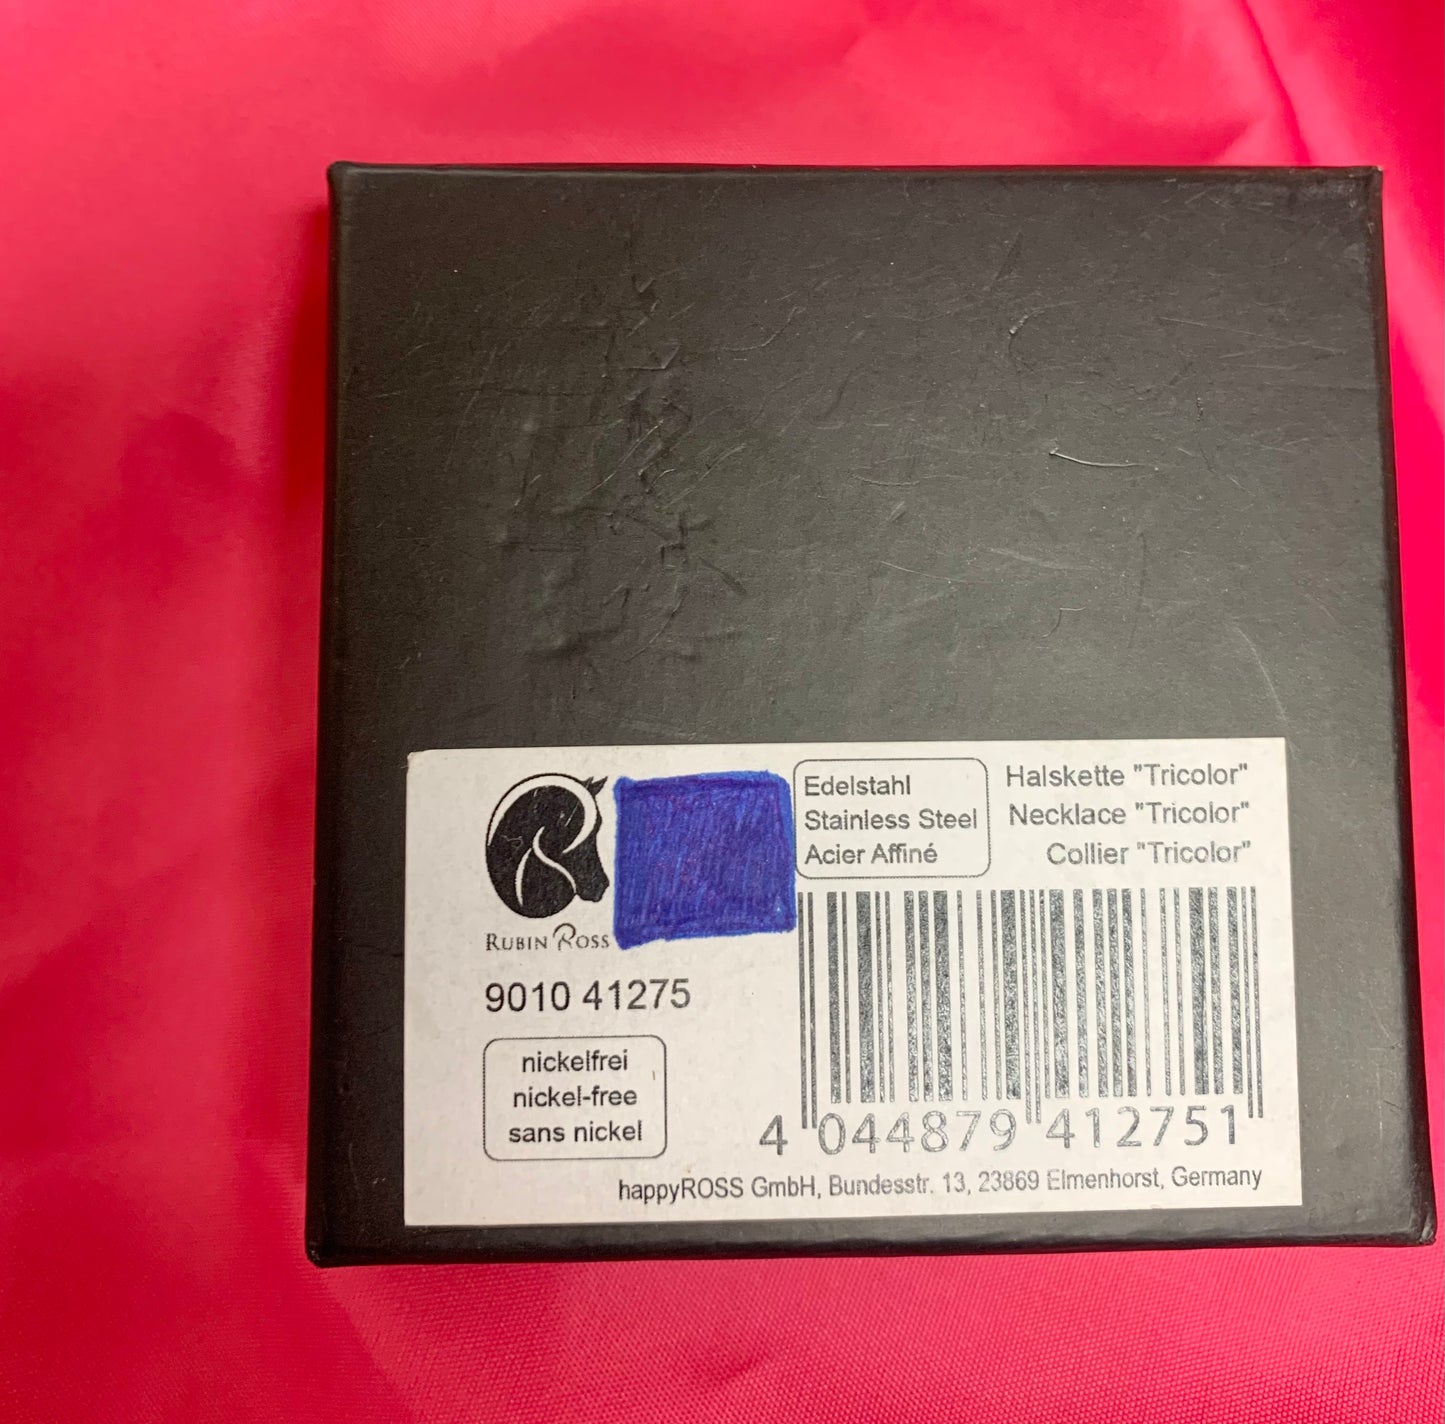 RUBIN ROSS
Edelstahl
Stainless Steel
Acier Affiné
Halskette "Tricolor"
Necklace "Tricolor"
Collier "Tricolor"
9010 41275
nickelfrei
nickel-free
sans nickel
4 044879 412751
happyROSS GmbH, Bundesstr. 13, 23869 Elmenhorst, Germany